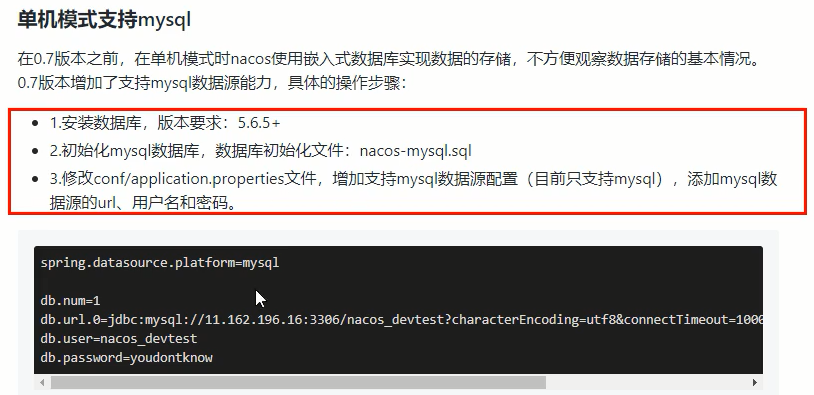 单机模式支持mysql
在0.7版本之前，在单机模式时nacos使用嵌入式数据库实现数据的存储，不方便观察数据存储的基本情况。
0.7版本增加了支持mysql数据源能力，具体的操作步骤：
1.安装数据库，版本要求：5.6.5+
2.初始化mysql数据库，数据库初始化文件：nacos-mysql.sql
3.修改conf/application.properties文件，增加支持mysql数据源配置（目前只支持mysql），添加mysql数
据源的url、用户名和密码。
spring.datasource.platform=mysql
db.num=1
db.url.0=jdbc:mysql://11.162.196.16:3306/nacos_devtest?characterEncoding=utf8&connectTimeout=1000
db.user=nacos_devtest
db.password=youdontknow